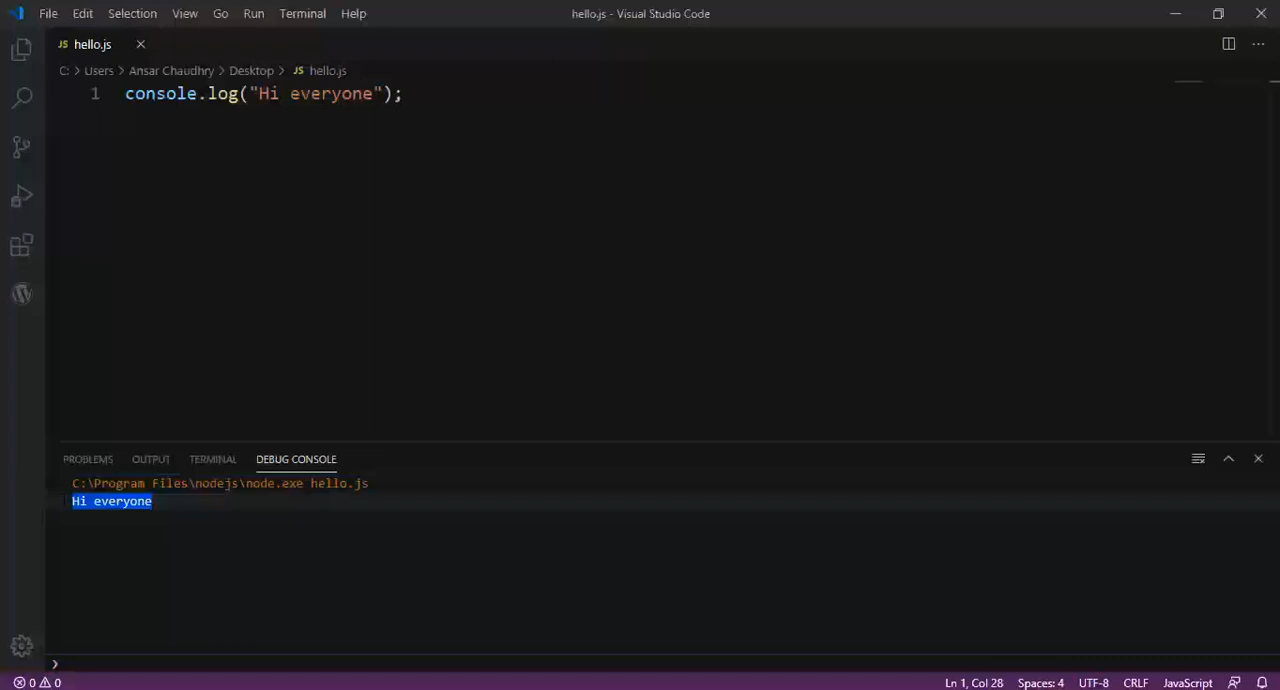 File Edit Selection View Go Run Terminal Help hello.js - Visual Studio Code
JS hello.js
C: > Users > Ansar Chaudhry > Desktop > JS hello.js
1 console.log("Hi everyone");
PROBLEMS OUTPUT TERMINAL DEBUG CONSOLE
C:\Program Files\nodejs\node.exe hello.js
Hi everyone
0 0 Ln 1, Col 28 Spaces: 4 UTF-8 CRLF JavaScript